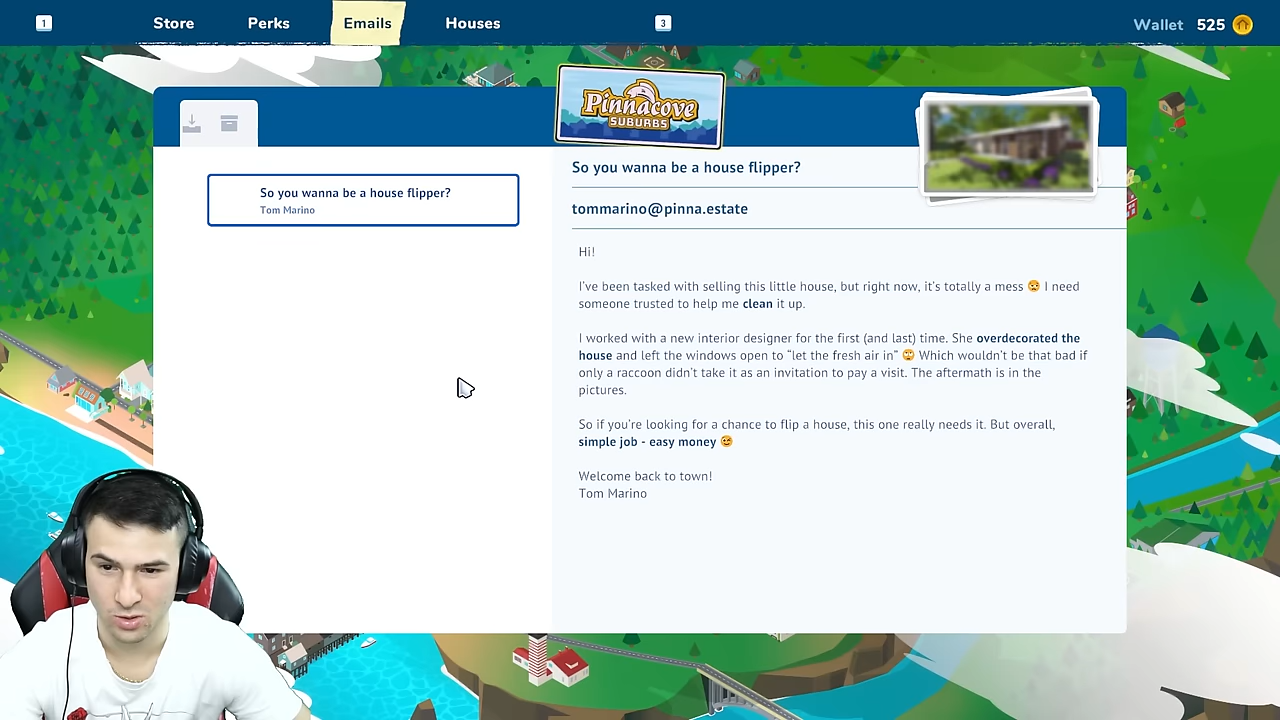 1 Store Perks Emails Houses 3 Wallet 525
Pinnacove
SUBURBS
So you wanna be a house flipper?
Tom Marino
So you wanna be a house flipper?
tommarino@pinna.estate
Hi!
I've been tasked with selling this little house, but right now, it's totally a mess 😟 I need
someone trusted to help me clean it up.
I worked with a new interior designer for the first (and last) time. She overdecorated the
house and left the windows open to “let the fresh air in” 🙄 Which wouldn't be that bad if
only a raccoon didn't take it as an invitation to pay a visit. The aftermath is in the
pictures.
So if you're looking for a chance to flip a house, this one really needs it. But overall,
simple job - easy money 😉
Welcome back to town!
Tom Marino